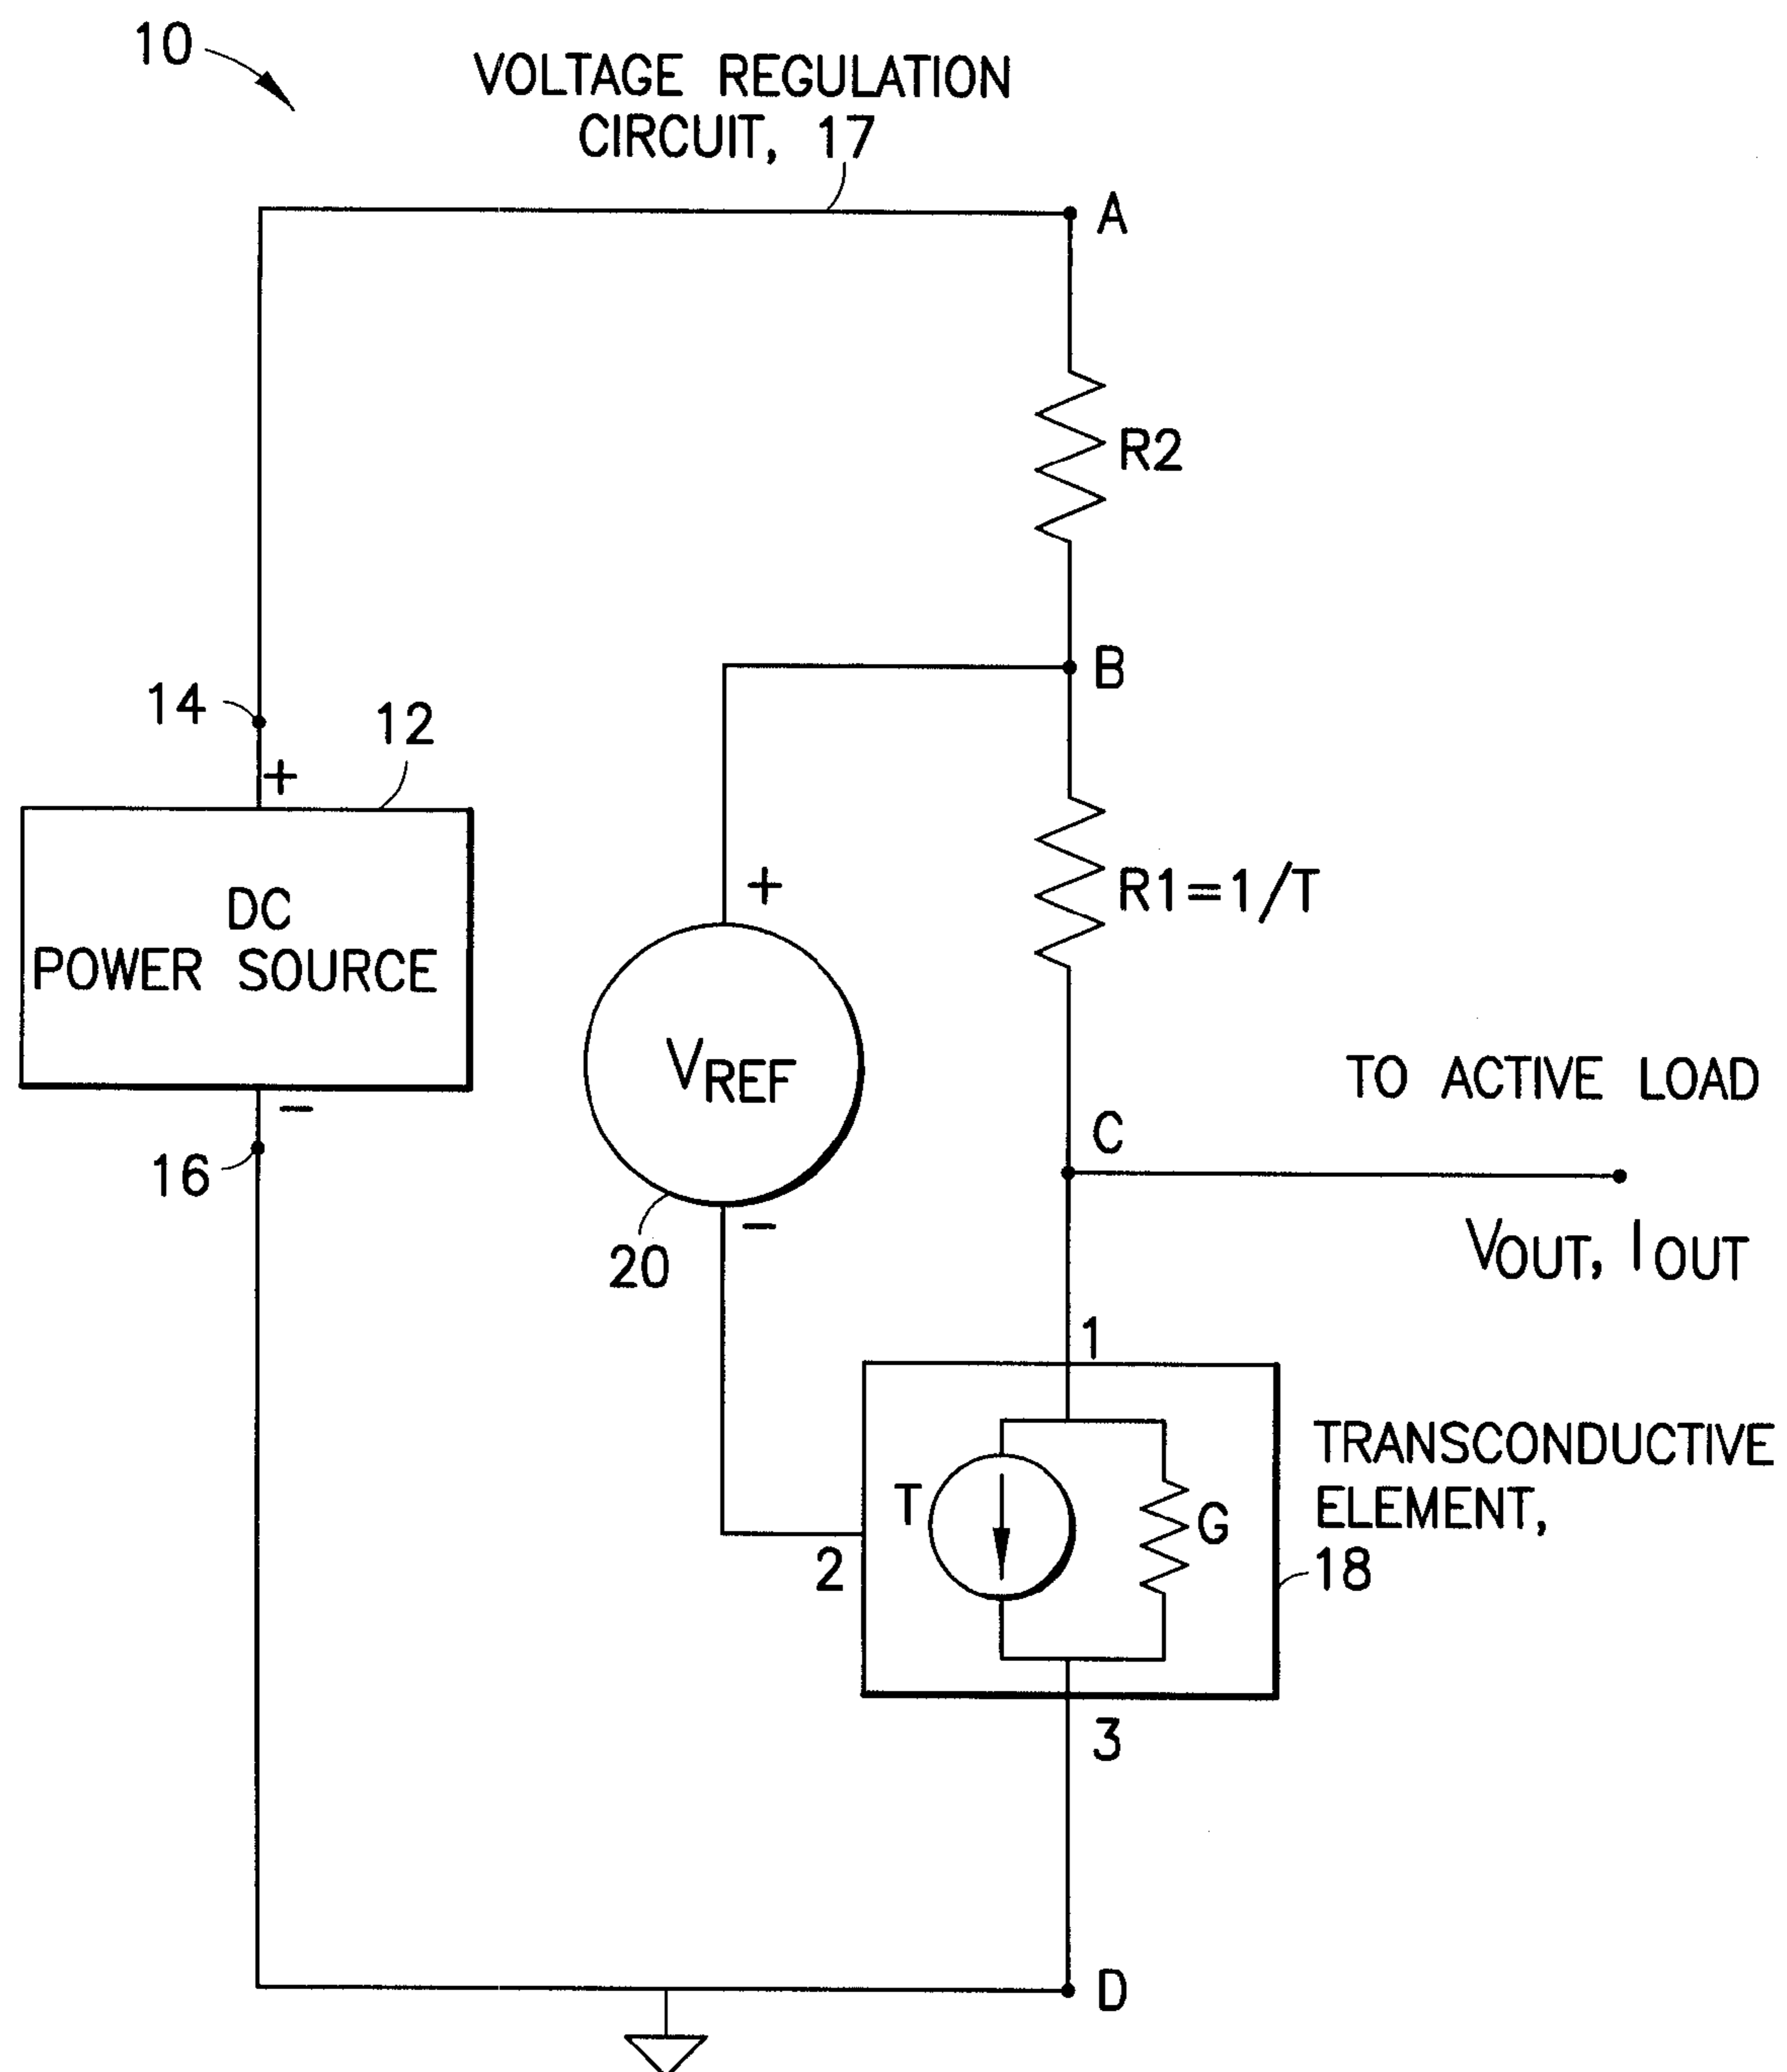 10
VOLTAGE REGULATION
CIRCUIT, 17
A
R2
B
14
12
+
DC
POWER SOURCE
+
R1=1/T
VREF
TO ACTIVE LOAD
C
-
16
-
20
VOUT, IOUT
1
TRANSCONDUCTIVE
ELEMENT,
18
T
G
2
3
D